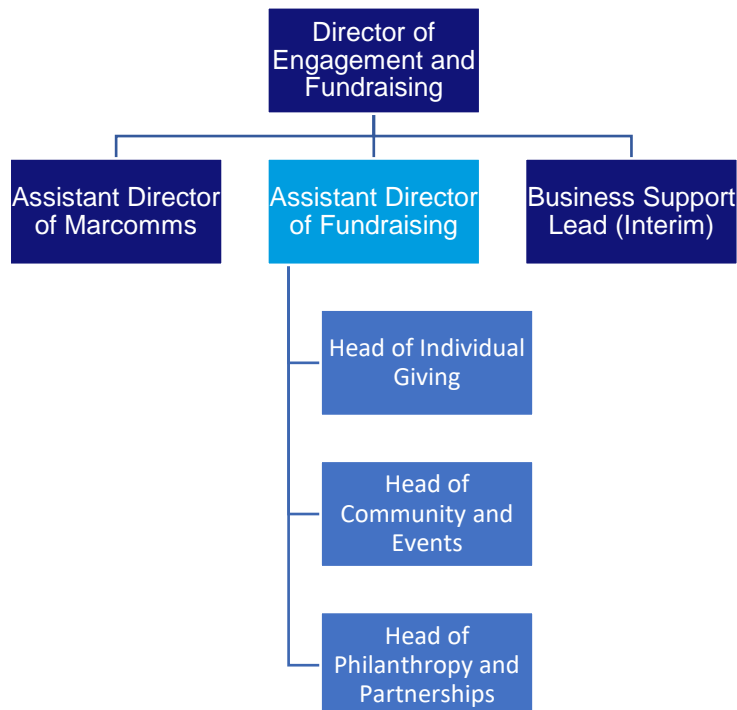 Director of
Engagement and
Fundraising
Assistant Director
of Marcomms
Assistant Director
of Fundraising
Business Support
Lead (Interim)
Head of Individual
Giving
Head of
Community and
Events
Head of
Philanthropy and
Partnerships